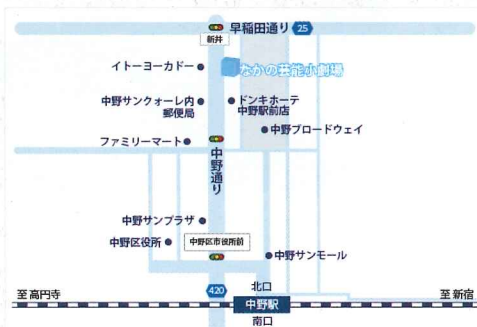 早稲田通り 25
新井
イトーヨーカドー
なかの芸能小劇場
中野サンクォーレ内
郵便局
ドンキホーテ
中野駅前店
中野ブロードウェイ
ファミリーマート
中野通り
中野サンプラザ
中野区役所
中野区市役所前
中野サンモール
420
北口
至高円寺
中野駅
至新宿
南口